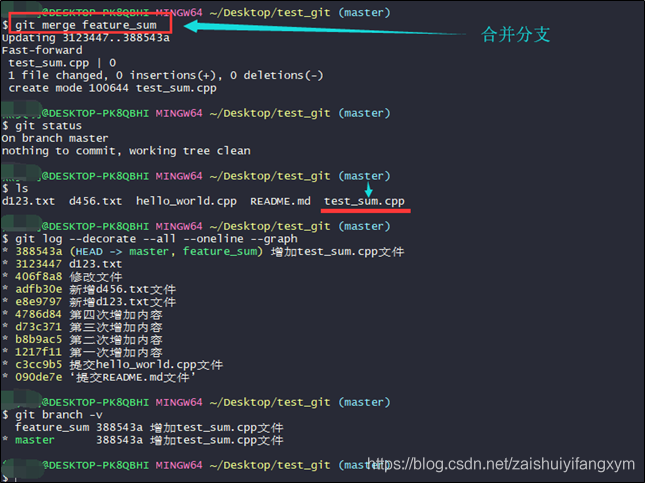 @DESKTOP-PK8QBHI MINGW64 ~/Desktop/test_git (master)
$ git merge feature_sum
合并分支
Updating 3123447..388543a
Fast-forward
 test_sum.cpp | 0
 1 file changed, 0 insertions(+), 0 deletions(-)
 create mode 100644 test_sum.cpp
@DESKTOP-PK8QBHI MINGW64 ~/Desktop/test_git (master)
$ git status
On branch master
nothing to commit, working tree clean
@DESKTOP-PK8QBHI MINGW64 ~/Desktop/test_git (master)
$ ls
d123.txt  d456.txt  hello_world.cpp  README.md  test_sum.cpp
@DESKTOP-PK8QBHI MINGW64 ~/Desktop/test_git (master)
$ git log --decorate --all --oneline --graph
* 388543a (HEAD -> master, feature_sum) 增加test_sum.cpp文件
* 3123447 d123.txt
* 406f8a8 修改文件
* adfb30e 新增d456.txt文件
* e8e9797 新增d123.txt文件
* 4786d84 第四次增加内容
* d73c371 第三次增加内容
* b8b9ac5 第二次增加内容
* 1217f11 第一次增加内容
* c3cc9b5 提交hello_world.cpp文件
* 090de7e ‘提交README.md文件’
@DESKTOP-PK8QBHI MINGW64 ~/Desktop/test_git (master)
$ git branch -v
  feature_sum 388543a 增加test_sum.cpp文件
* master      388543a 增加test_sum.cpp文件
@DESKTOP-PK8QBHI MINGW64 ~/Desktop/test_git (master)
$
https://blog.csdn.net/zaishuiyifangxym